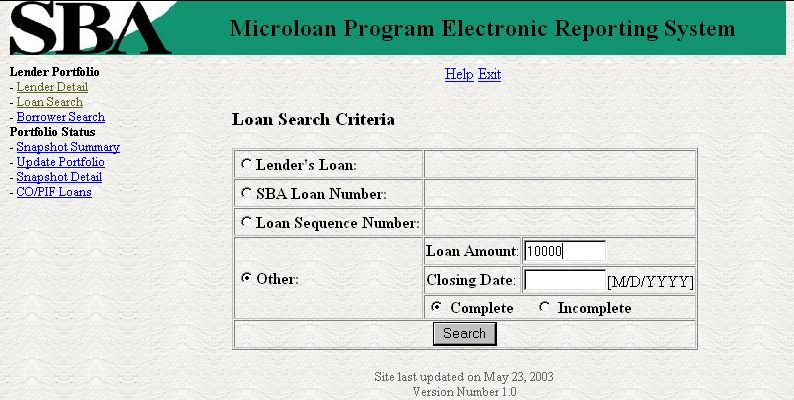 SBA
Microloan Program Electronic Reporting System
Help Exit
Lender Portfolio
- Lender Detail
- Loan Search
- Borrower Search
Portfolio Status
- Snapshot Summary
- Update Portfolio
- Snapshot Detail
- CO/PIF Loans
Loan Search Criteria
Lender's Loan:
SBA Loan Number:
Loan Sequence Number:
Other:
Loan Amount: 10000
Closing Date: [M/D/YYYY]
Complete Incomplete
Search
Site last updated on May 23, 2003
Version Number 1.0